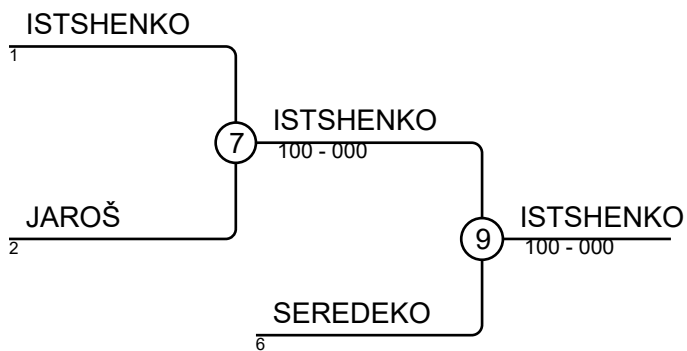 ISTSHENKO
1
7
ISTSHENKO
100 - 000
JAROŠ
2
9
ISTSHENKO
100 - 000
SEREDEKO
6